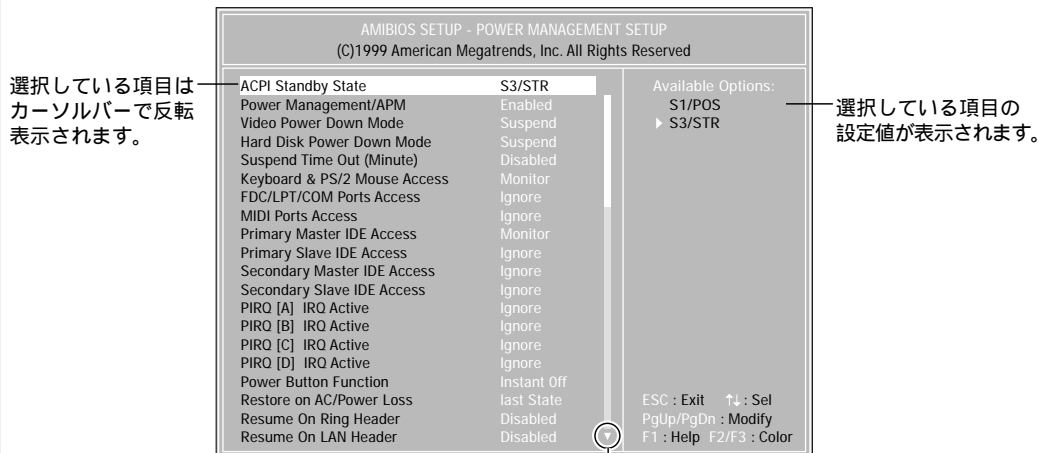 AMIBIOS SETUP - POWER MANAGEMENT SETUP
(C)1999 American Megatrends, Inc. All Rights Reserved
選択している項目は
カーソルバーで反転
表示されます。
ACPI Standby State S3/STR
Power Management/APM Enabled
Video Power Down Mode Suspend
Hard Disk Power Down Mode Suspend
Suspend Time Out (Minute) Disabled
Keyboard & PS/2 Mouse Access Monitor
FDC/LPT/COM Ports Access Ignore
MIDI Ports Access Ignore
Primary Master IDE Access Monitor
Primary Slave IDE Access Ignore
Secondary Master IDE Access Ignore
Secondary Slave IDE Access Ignore
PIRQ [A] IRQ Active Ignore
PIRQ [B] IRQ Active Ignore
PIRQ [C] IRQ Active Ignore
PIRQ [D] IRQ Active Ignore
Power Button Function Instant Off
Restore on AC/Power Loss last State
Resume On Ring Header Disabled
Resume On LAN Header Disabled ▼
Available Options:
S1/POS
▶ S3/STR
ESC : Exit ↑↓ : Sel
PgUp/PgDn : Modify
F1 : Help F2/F3 : Color
選択している項目の
設定値が表示されます。